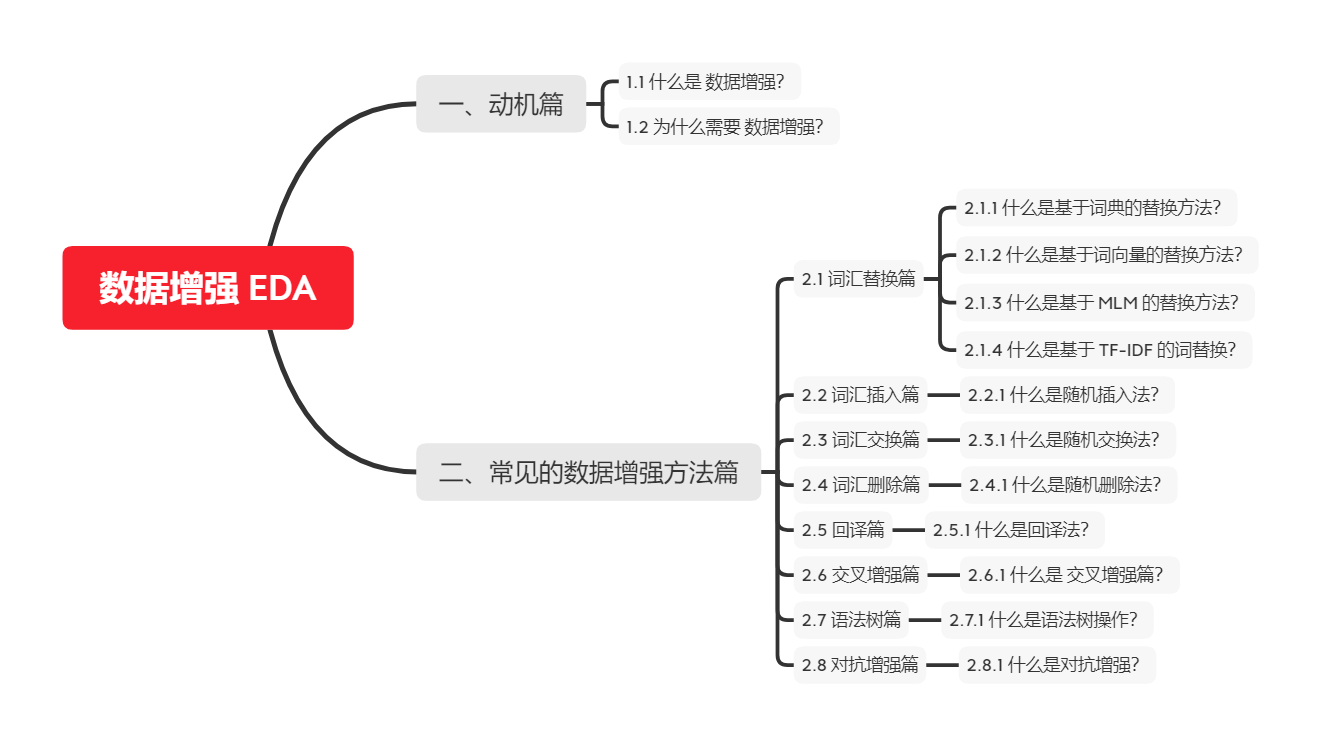 数据增强 EDA
一、动机篇
1.1 什么是 数据增强？
1.2 为什么需要 数据增强？
二、常见的数据增强方法篇
2.1 词汇替换篇
2.1.1 什么是基于词典的替换方法？
2.1.2 什么是基于词向量的替换方法？
2.1.3 什么是基于 MLM 的替换方法？
2.1.4 什么是基于 TF-IDF 的词替换？
2.2 词汇插入篇
2.2.1 什么是随机插入法？
2.3 词汇交换篇
2.3.1 什么是随机交换法？
2.4 词汇删除篇
2.4.1 什么是随机删除法？
2.5 回译篇
2.5.1 什么是回译法？
2.6 交叉增强篇
2.6.1 什么是 交叉增强篇？
2.7 语法树篇
2.7.1 什么是语法树操作？
2.8 对抗增强篇
2.8.1 什么是对抗增强？